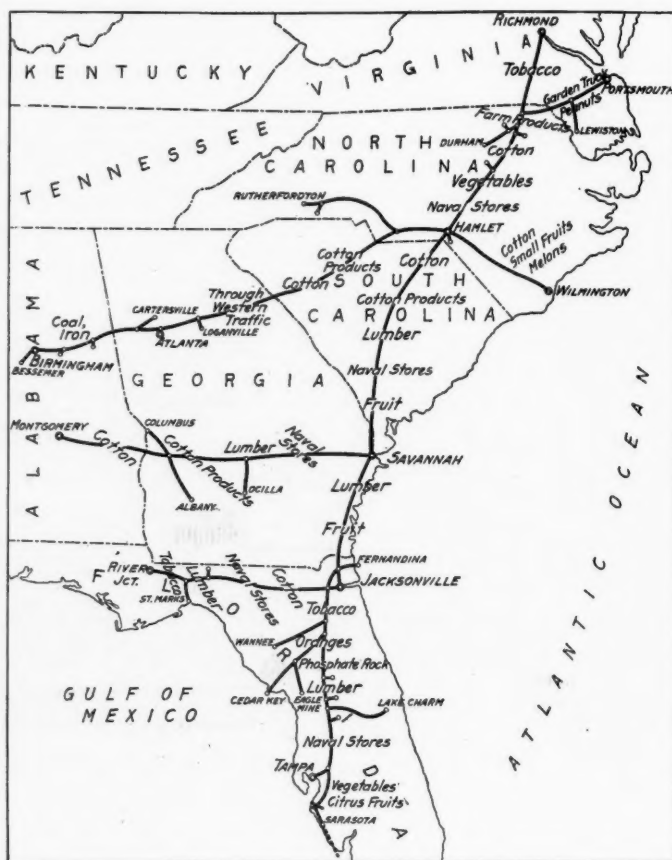 RICHMOND
KENTUCKY
VIRGINIA
Tobacco
Garden Truck
Peanuts
PORTSMOUTH
LEWISTON
Farm Products
DURHAM
TENNESSEE
NORTH
CAROLINA
Cotton
Vegetables
Naval Stores
RUTHERFORDTON
HAMLET
Cotton
Small Fruits
Melons
WILMINGTON
Cotton
Products
Cotton
Cotton
SOUTH
CAROLINA
Cotton Products
Lumber
Naval Stores
Fruit
Through
Western
Traffic
CARTERSVILLE
LOGANVILLE
ATLANTA
Coal,
Iron
BIRMINGHAM
BESSEMER
ALABAMA
GEORGIA
MONTGOMERY
COLUMBUS
Cotton
Cotton Products
Lumber
Naval
Stores
SAVANNAH
OCILLA
ALBANY
Lumber
Fruit
FERNANDINA
JACKSONVILLE
RIVER
JCT.
ST. MARKS
Tobacco
Lumber
Naval Stores
Cotton
FLORIDA
Tobacco
WANNEE
Oranges
Phosphate Rock
CEDAR KEY
EAGLE
MINE
Lumber
LAKE CHARM
Naval Stores
TAMPA
Vegetables
Citrus Fruits
SARASOTA
GULF OF
MEXICO
ATLANTIC OCEAN